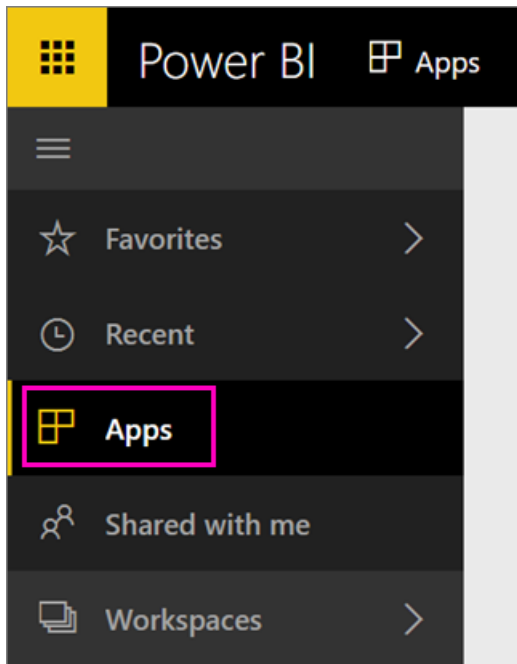 Power BI Apps
Favorites
Recent
Apps
Shared with me
Workspaces